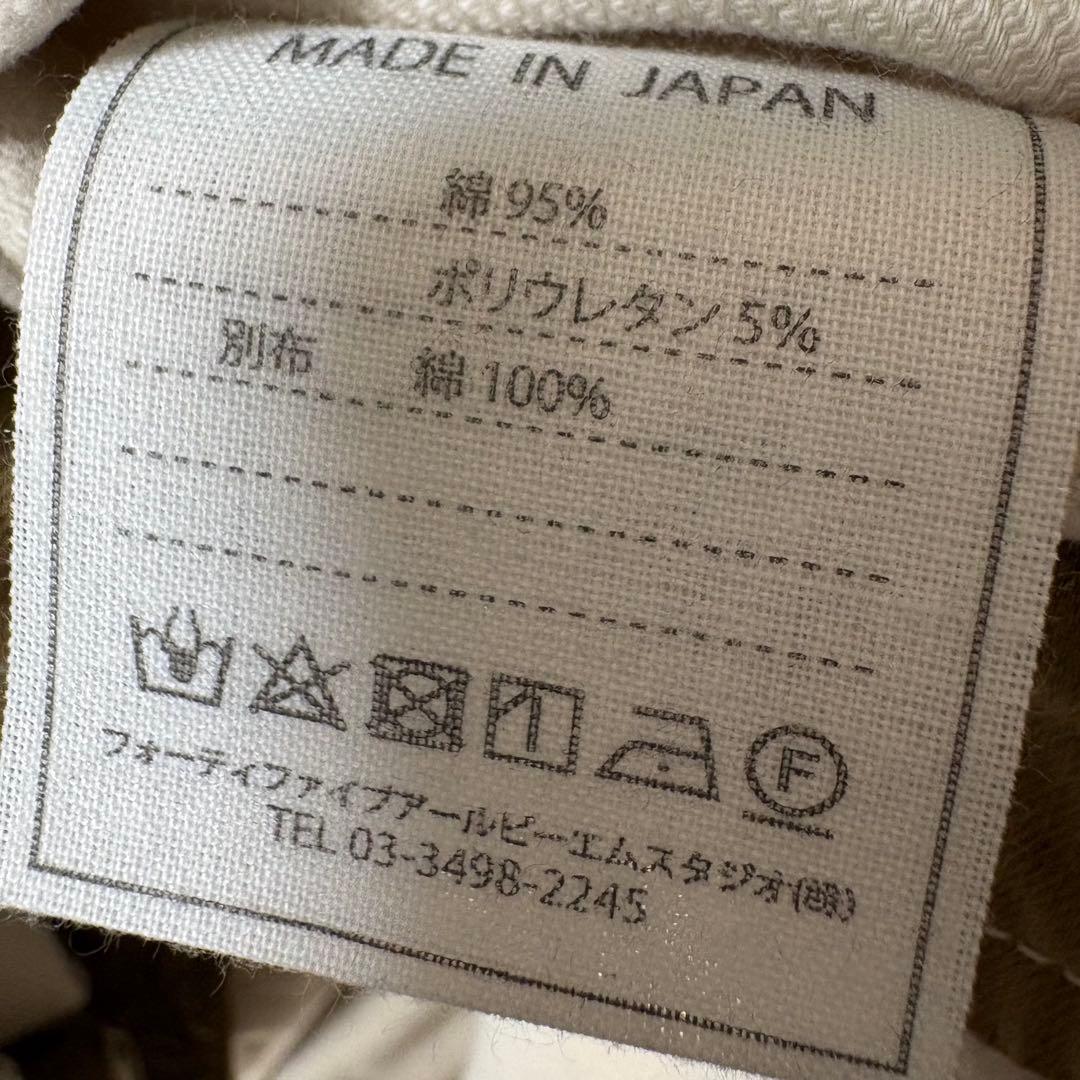 MADE IN JAPAN
綿 95%
ポリウレタン 5%
別布 綿 100%
F
フォーティファイブアールピーエムスタジオ(株)
TEL 03-3498-2245